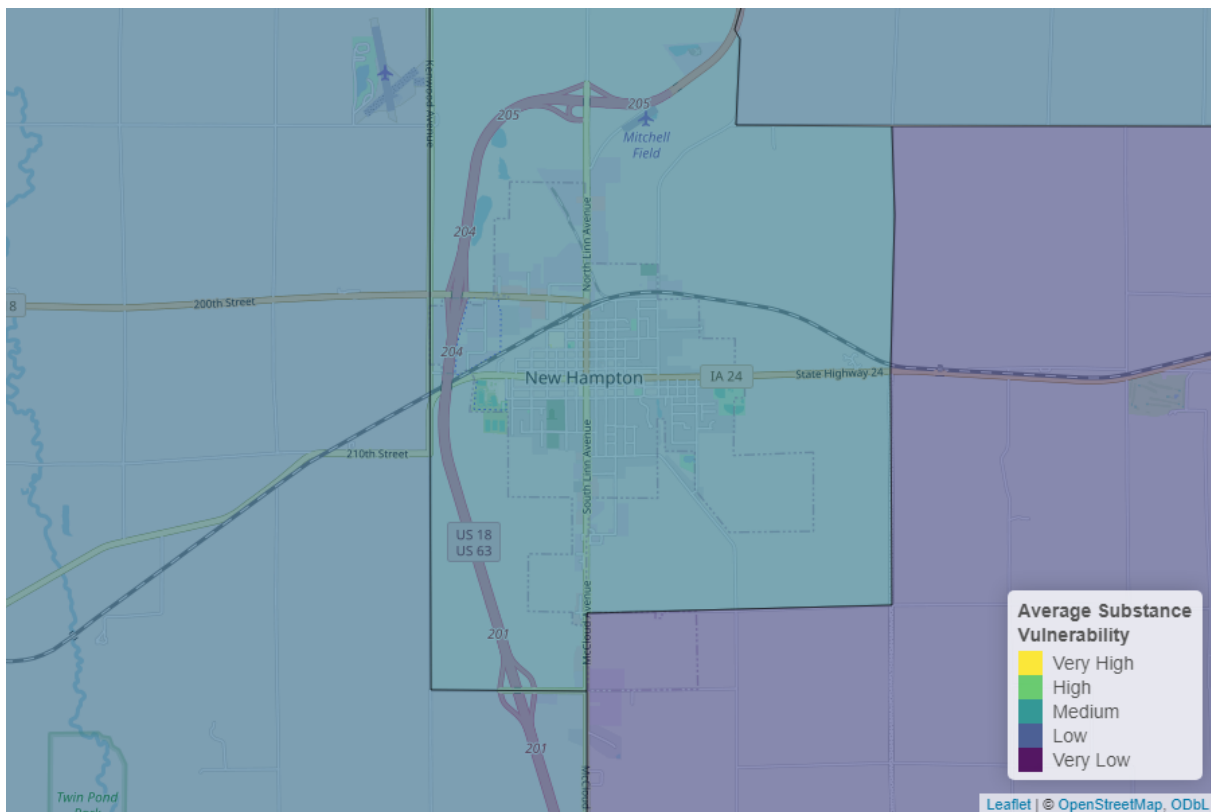 Kenwood Avenue
205
205
Mitchell
Field
204
North Linn Avenue
8
200th Street
204
New Hampton
IA 24
State Highway 24
210th Street
South Linn Avenue
US 18
US 63
McCloud Avenue
201
201
McCloud
Twin Pond
Park
Average Substance
Vulnerability
Very High
High
Medium
Low
Very Low
Leaflet | © OpenStreetMap, ODbL